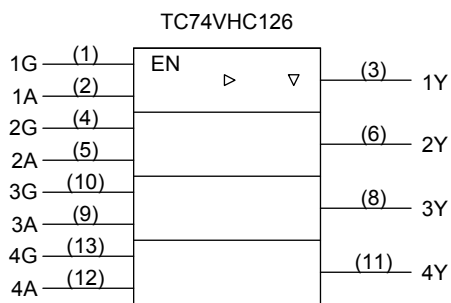 TC74VHC126
1G (1) EN (3) 1Y
1A (2)
2G (4) (6) 2Y
2A (5)
3G (10) (8) 3Y
3A (9)
4G (13) (11) 4Y
4A (12)